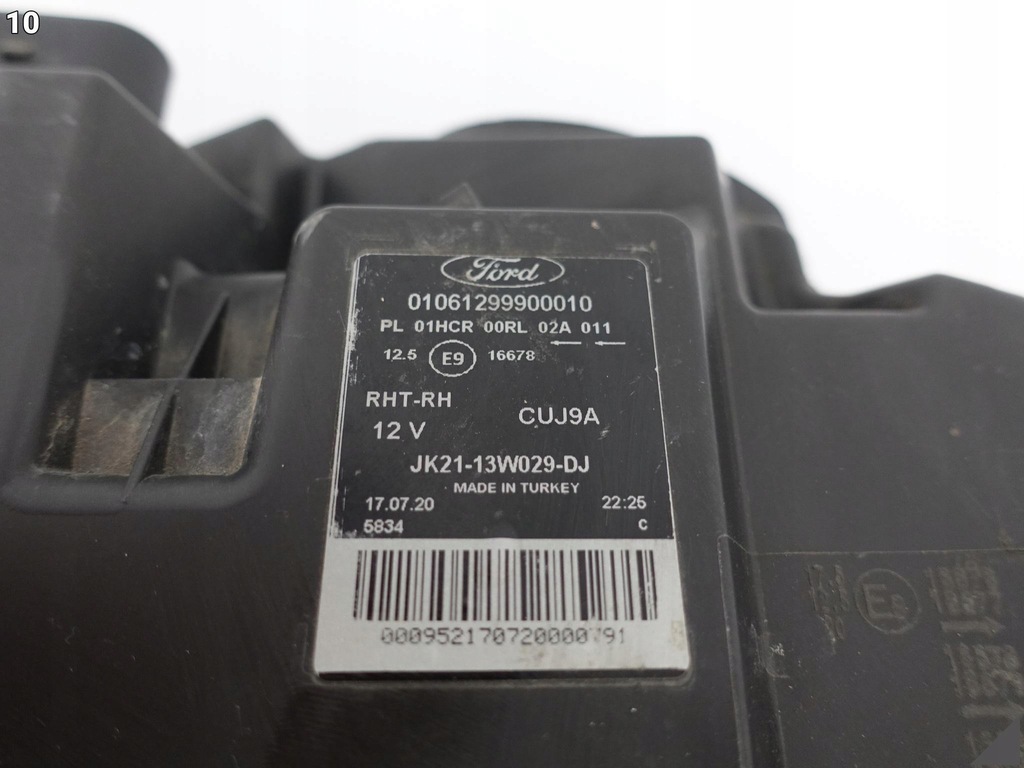 10
Ford
01061299900010
PL 01HCR 00RL 02A 011
12.5 E9 16678
RHT-RH
CUJ9A
12 V
JK21-13W029-DJ
MADE IN TURKEY
17.07.20 22:25
5834 C
000952170720000791